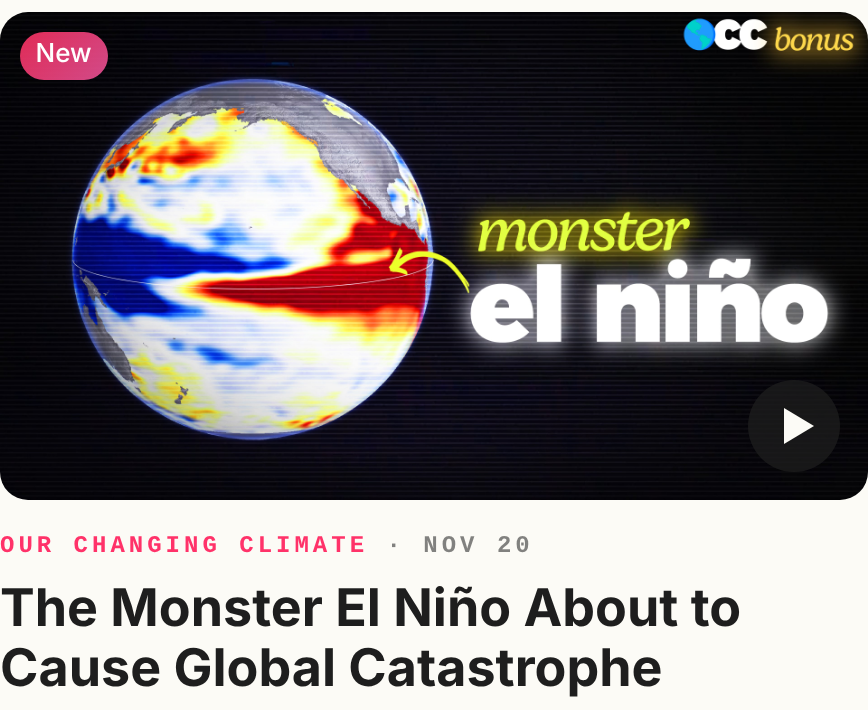 New
CC bonus
monster
el niño
OUR CHANGING CLIMATE · NOV 20
The Monster El Niño About to
Cause Global Catastrophe